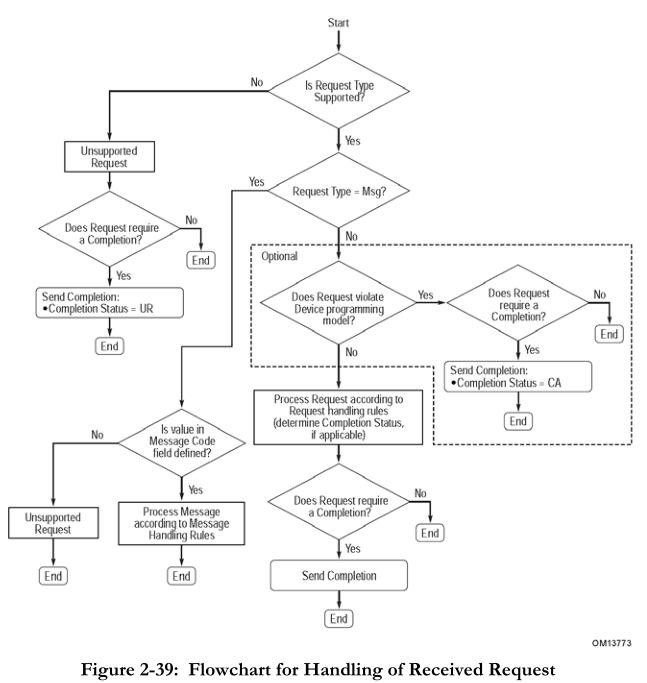 Start
Is Request Type
Supported?
No
Yes
Unsupported
Request
Request Type = Msg?
Yes
No
Does Request require
a Completion?
No
End
Yes
Send Completion:
•Completion Status = UR
End
Optional
Does Request violate
Device programming
model?
Yes
No
Does Request
require a
Completion?
No
End
Yes
Send Completion:
•Completion Status = CA
End
Process Request according to
Request handling rules
(determine Completion Status,
if applicable)
Is value in
Message Code
field defined?
No
Yes
Unsupported
Request
End
Process Message
according to Message
Handling Rules
End
Does Request require
a Completion?
No
End
Yes
Send Completion
End
OM13773
Figure 2-39: Flowchart for Handling of Received Request